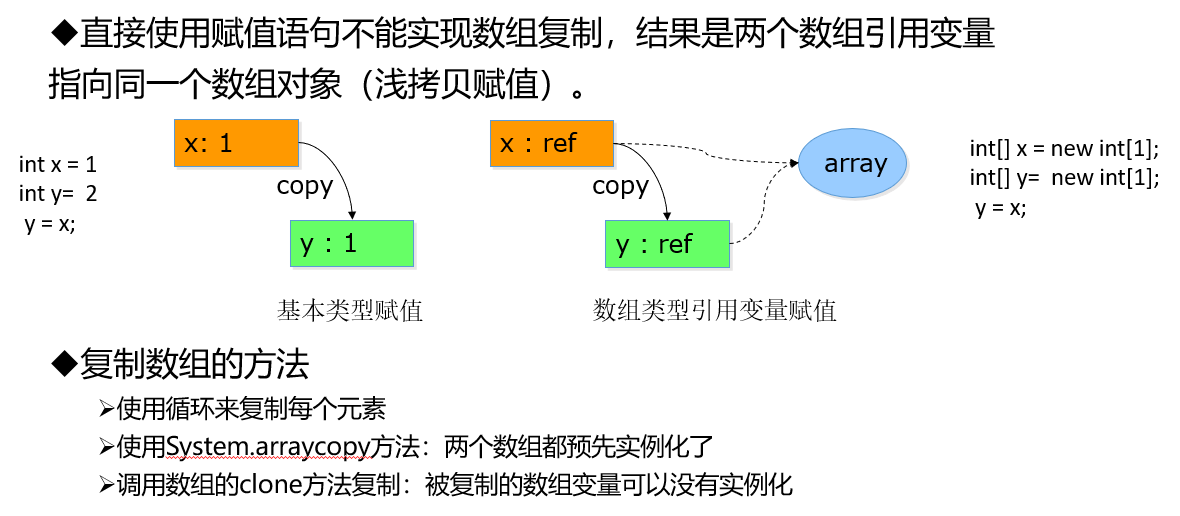 ◆直接使用赋值语句不能实现数组复制，结果是两个数组引用变量
指向同一个数组对象（浅拷贝赋值）。
int x = 1
int y=  2
y = x;
x: 1
copy
y : 1
基本类型赋值
x : ref
copy
y : ref
array
数组类型引用变量赋值
int[] x = new int[1];
int[] y=  new int[1];
y = x;
◆复制数组的方法
➢使用循环来复制每个元素
➢使用System.arraycopy方法：两个数组都预先实例化了
➢调用数组的clone方法复制：被复制的数组变量可以没有实例化